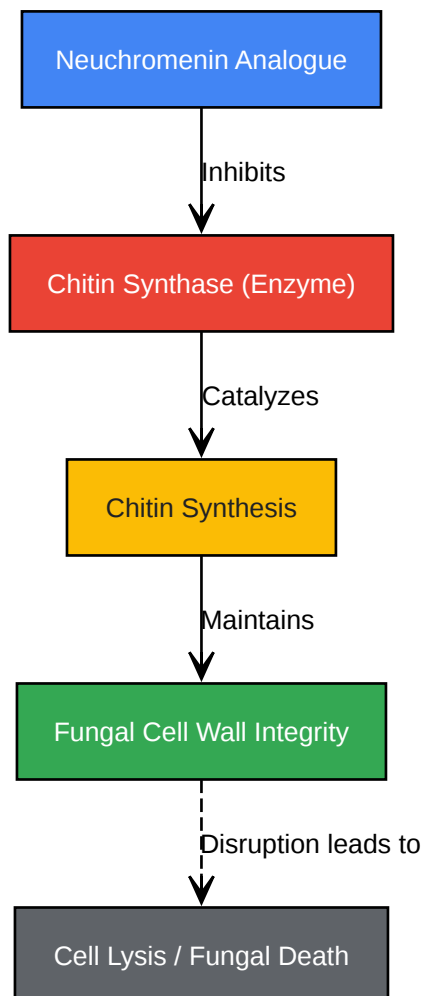 Neuchromenin Analogue
Inhibits
Chitin Synthase (Enzyme)
Catalyzes
Chitin Synthesis
Maintains
Fungal Cell Wall Integrity
Disruption leads to
Cell Lysis / Fungal Death